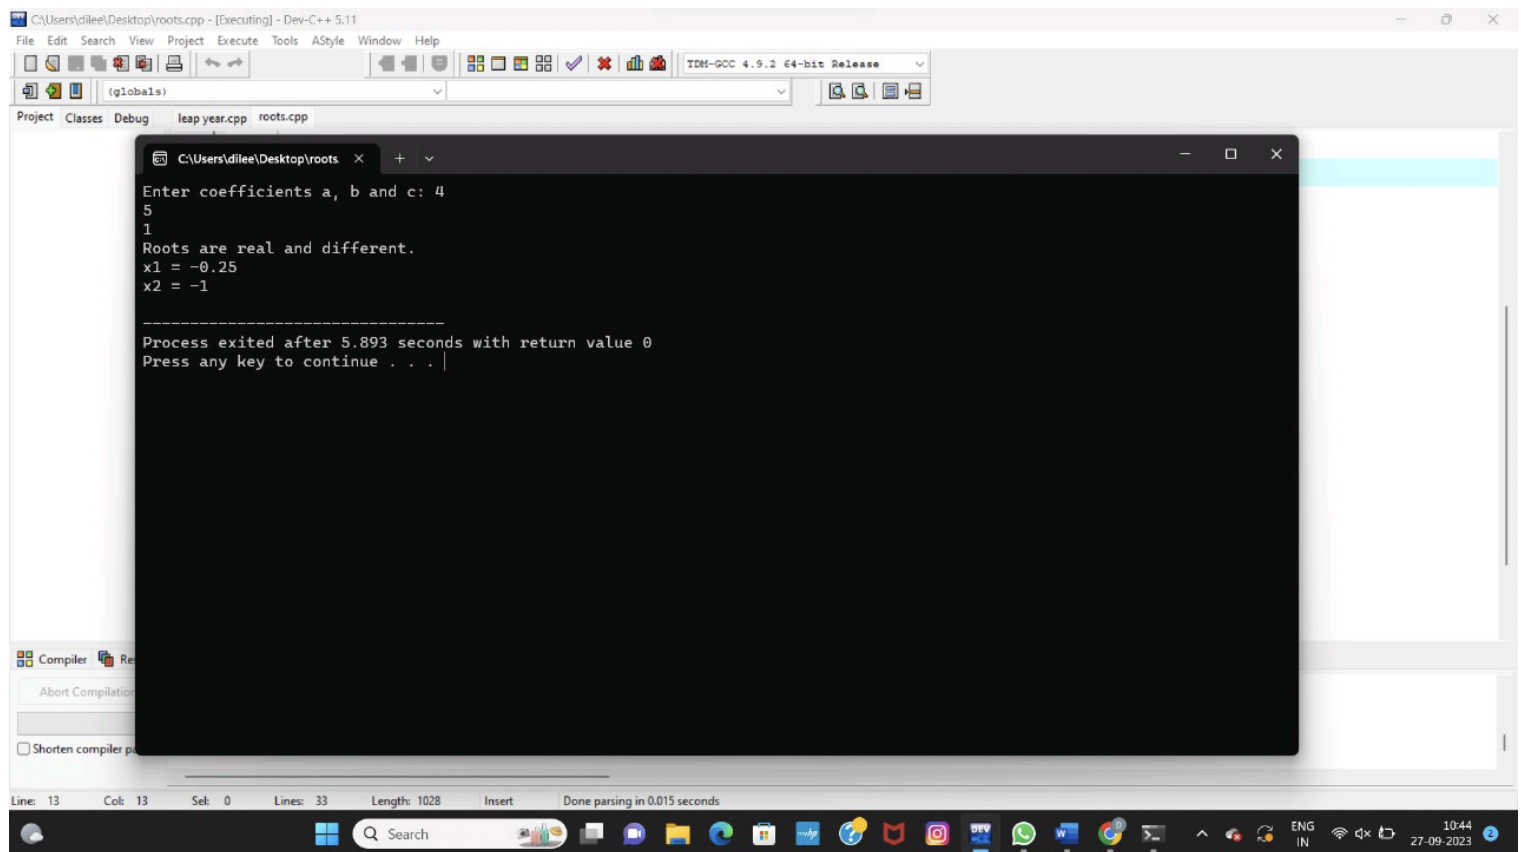 C:\Users\dilee\Desktop\roots.cpp - [Executing] - Dev-C++ 5.11
File Edit Search View Project Execute Tools AStyle Window Help
TDM-GCC 4.9.2 64-bit Release
(globals)
Project Classes Debug leap year.cpp roots.cpp
C:\Users\dilee\Desktop\roots.
Enter coefficients a, b and c: 4
5
1
Roots are real and different.
x1 = -0.25
x2 = -1
--------------------------------
Process exited after 5.893 seconds with return value 0
Press any key to continue . . .
Compiler Re
Abort Compilation
Shorten compiler pa
Line: 13 Col: 13 Sel: 0 Lines: 33 Length: 1028 Insert Done parsing in 0.015 seconds
Search
DEV
W
ENG
IN
10:44
27-09-2023
2